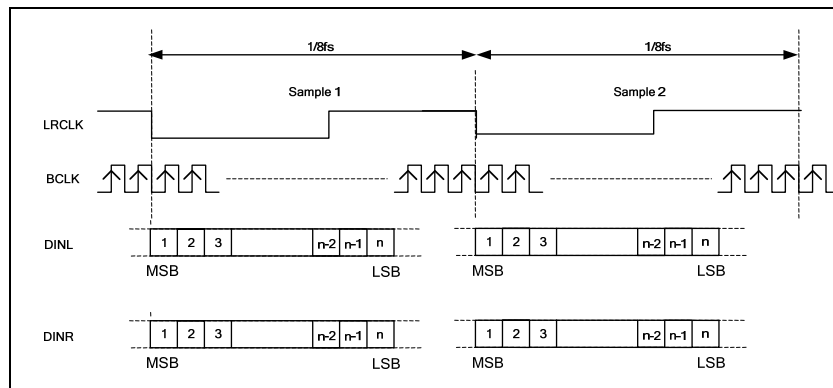 1/8fs 1/8fs
Sample 1 Sample 2
LRCLK
BCLK
DINL 1 2 3 n-2 n-1 n 1 2 3 n-2 n-1 n
MSB LSB MSB LSB
DINR 1 2 3 n-2 n-1 n 1 2 3 n-2 n-1 n
MSB LSB MSB LSB